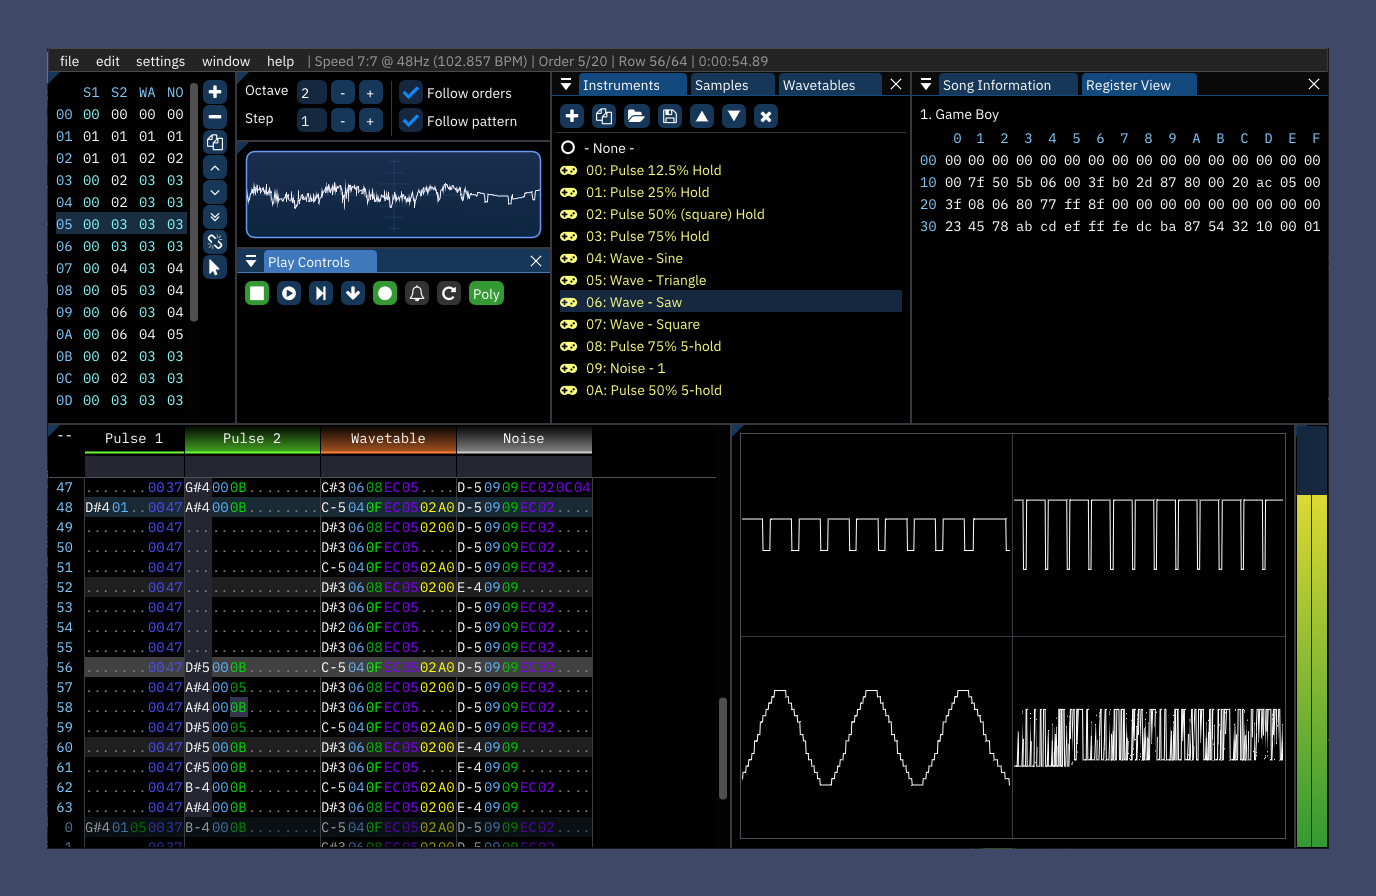 file edit settings window help | Speed 7:7 @ 48Hz (102.857 BPM) | Order 5/20 | Row 56/64 | 0:00:54.89
S1 S2 WA NO
00 00 00 00 00
01 01 01 01 01
02 01 01 02 02
03 00 02 03 03
04 00 02 03 03
05 00 03 03 03
06 00 03 03 03
07 00 04 03 04
08 00 05 03 04
09 00 06 03 04
0A 00 06 04 05
0B 00 02 03 03
0C 00 02 03 03
0D 00 03 03 03
Octave 2 - + Follow orders
Step 1 - + Follow pattern
Play Controls
Poly
Instruments Samples Wavetables
- None -
00: Pulse 12.5% Hold
01: Pulse 25% Hold
02: Pulse 50% (square) Hold
03: Pulse 75% Hold
04: Wave - Sine
05: Wave - Triangle
06: Wave - Saw
07: Wave - Square
08: Pulse 75% 5-hold
09: Noise - 1
0A: Pulse 50% 5-hold
Song Information Register View
1. Game Boy
0 1 2 3 4 5 6 7 8 9 A B C D E F
00 00 00 00 00 00 00 00 00 00 00 00 00 00 00 00 00
10 00 7f 50 5b 06 00 3f b0 2d 87 80 00 20 ac 05 00
20 3f 08 06 80 77 ff 8f 00 00 00 00 00 00 00 00 00
30 23 45 78 ab cd ef ff fe dc ba 87 54 32 10 00 01
-- Pulse 1 Pulse 2 Wavetable Noise
47 .......0037 G#4000B........ C#30608EC05.... D-50909EC020C04
48 D#401..0047 A#4000B........ C-5040FEC0502A0 D-50909EC02....
49 .......0047 ............... D#30608EC050200 D-50909EC02....
50 .......0047 ............... D#3060FEC05.... D-50909EC02....
51 .......0047 ............... C-5040FEC0502A0 D-50909EC02....
52 .......0047 ............... D#30608EC050200 E-40909........
53 .......0047 ............... D#3060FEC05.... D-50909EC02....
54 .......0047 ............... D#2060FEC05.... D-50909EC02....
55 .......0047 ............... D#30608EC05.... D-50909EC02....
56 .......0047 D#5000B........ C-5040FEC0502A0 D-50909EC02....
57 .......0047 A#40005........ D#30608EC050200 D-50909EC02....
58 .......0047 A#4000B........ D#3060FEC05.... D-50909EC02....
59 .......0047 D#50005........ C-5040FEC0502A0 D-50909EC02....
60 .......0047 D#5000B........ D#30608EC050200 E-40909........
61 .......0047 C#5000B........ D#3060FEC05.... E-40909........
62 .......0047 B-4000B........ C-5040FEC0502A0 D-50909EC02....
63 .......0047 A#4000B........ D#30608EC050200 E-40909........
0 G#401050037 B-4000B........ C-5040FEC0502A0 D-50909EC02....